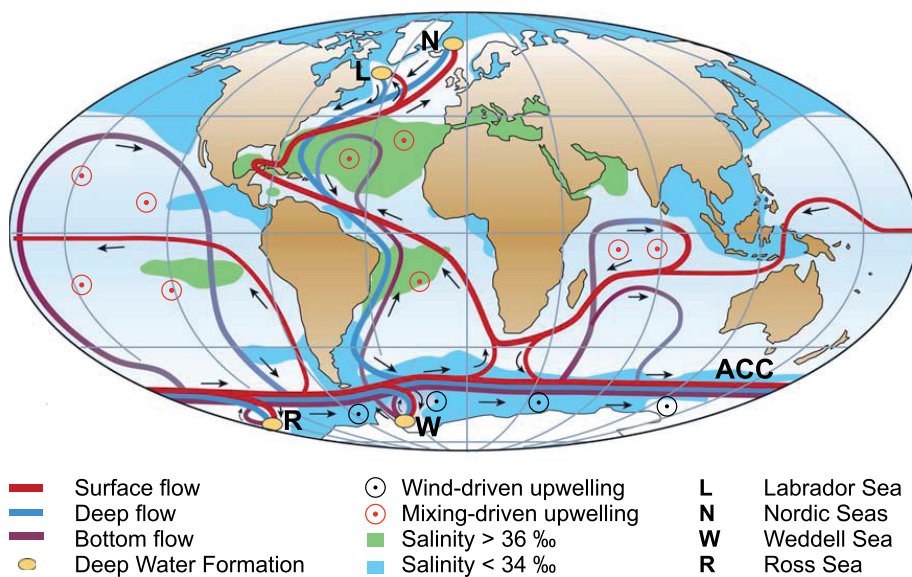 N
L
ACC
R
W
Surface flow
Deep flow
Bottom flow
Deep Water Formation
Wind-driven upwelling
Mixing-driven upwelling
Salinity > 36 ‰
Salinity < 34 ‰
L Labrador Sea
N Nordic Seas
W Weddell Sea
R Ross Sea